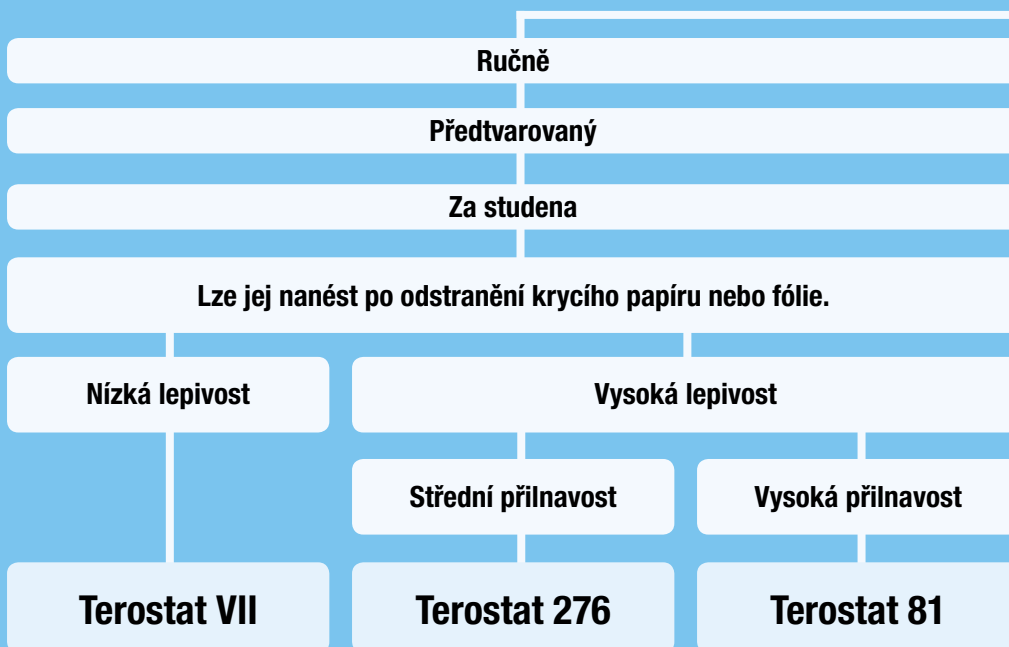 Ručně
Předtvarovaný
Za studena
Lze jej nanést po odstranění krycího papíru nebo fólie.
Nízká lepivost
Vysoká lepivost
Střední přilnavost
Vysoká přilnavost
Terostat VII
Terostat 276
Terostat 81